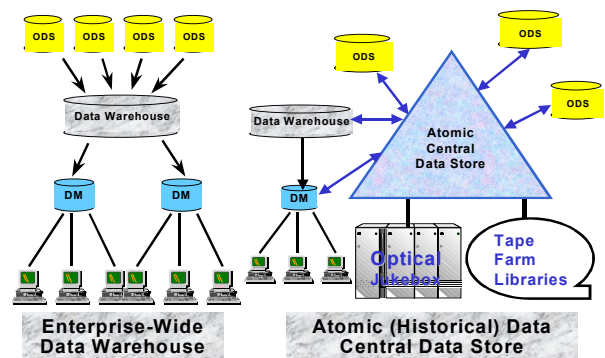 ODS
ODS
ODS
ODS
Data Warehouse
DM
DM
Enterprise-Wide
Data Warehouse
ODS
ODS
ODS
Data Warehouse
Atomic
Central
Data Store
DM
Optical
Jukebox
Tape
Farm
Libraries
Atomic (Historical) Data
Central Data Store